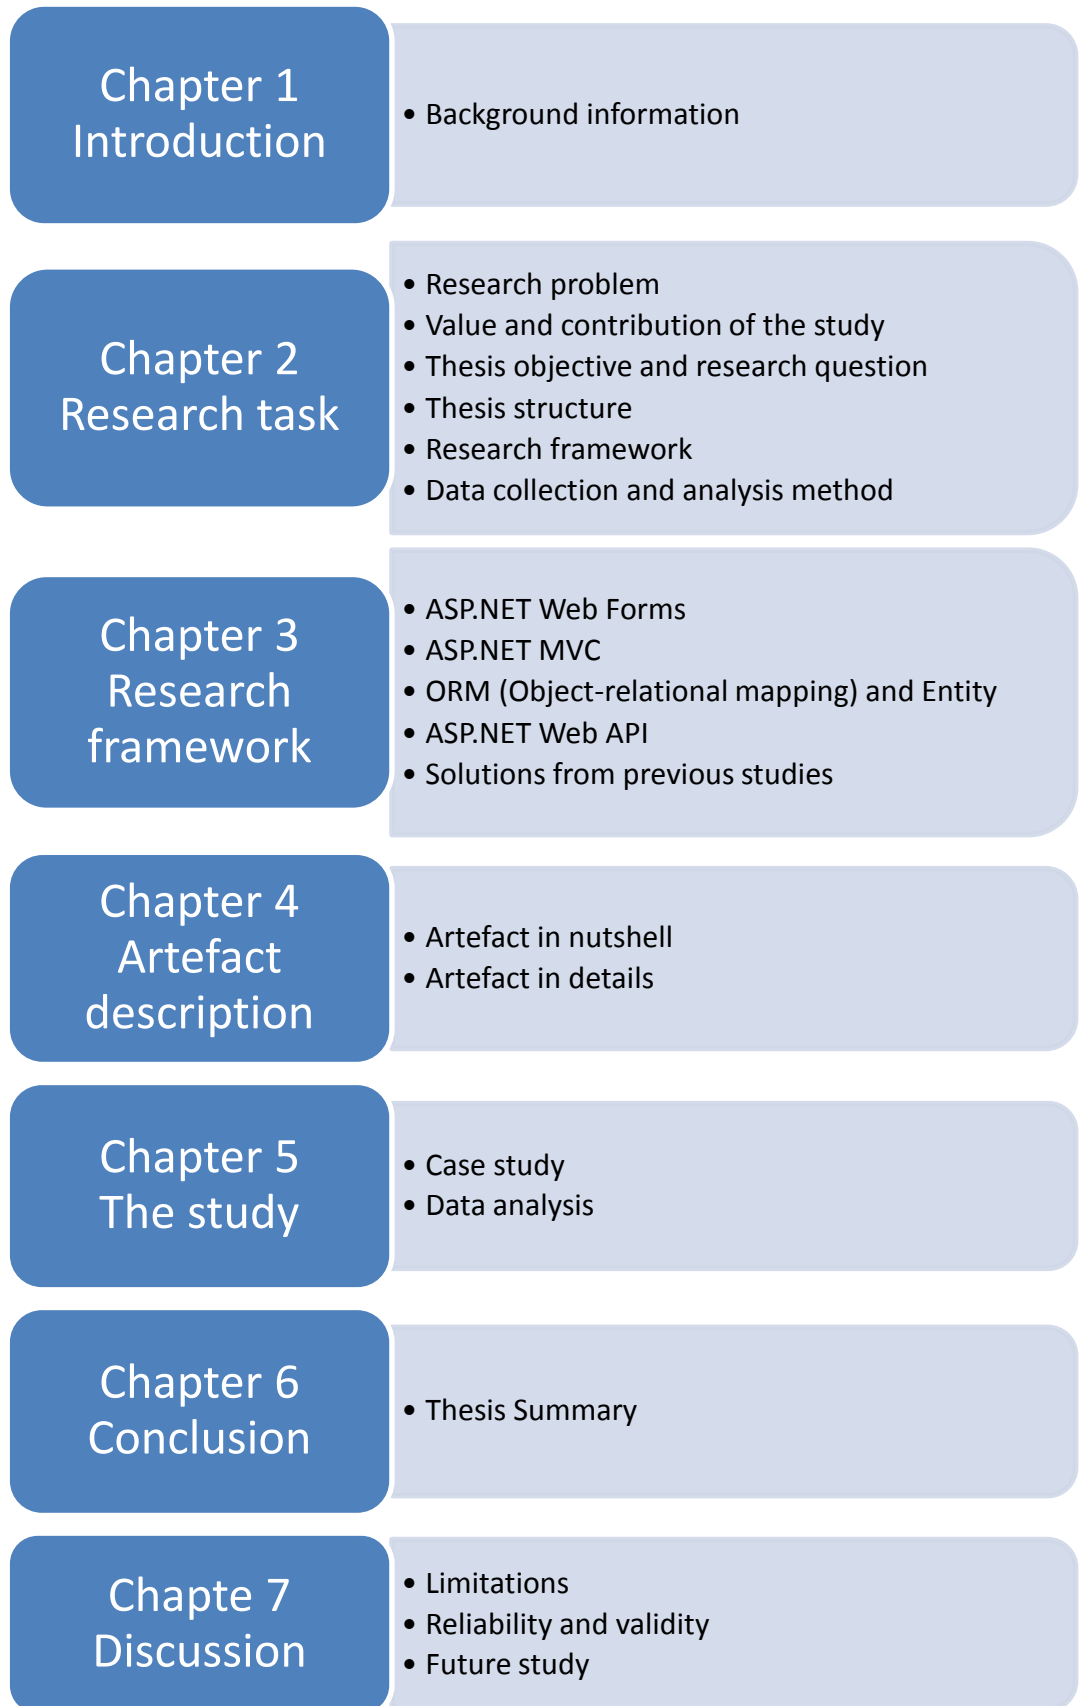 Chapter 1
Introduction
• Background information
Chapter 2
Research task
• Research problem
• Value and contribution of the study
• Thesis objective and research question
• Thesis structure
• Research framework
• Data collection and analysis method
Chapter 3
Research
framework
• ASP.NET Web Forms
• ASP.NET MVC
• ORM (Object-relational mapping) and Entity
• ASP.NET Web API
• Solutions from previous studies
Chapter 4
Artefact
description
• Artefact in nutshell
• Artefact in details
Chapter 5
The study
• Case study
• Data analysis
Chapter 6
Conclusion
• Thesis Summary
Chapte 7
Discussion
• Limitations
• Reliability and validity
• Future study